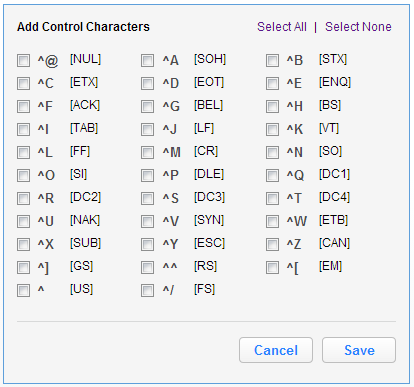 Add Control Characters Select All | Select None
^@ [NUL] ^A [SOH] ^B [STX]
^C [ETX] ^D [EOT] ^E [ENQ]
^F [ACK] ^G [BEL] ^H [BS]
^I [TAB] ^J [LF] ^K [VT]
^L [FF] ^M [CR] ^N [SO]
^O [SI] ^P [DLE] ^Q [DC1]
^R [DC2] ^S [DC3] ^T [DC4]
^U [NAK] ^V [SYN] ^W [ETB]
^X [SUB] ^Y [ESC] ^Z [CAN]
^] [GS] ^^ [RS] ^[ [EM]
^ [US] ^/ [FS]
Cancel Save